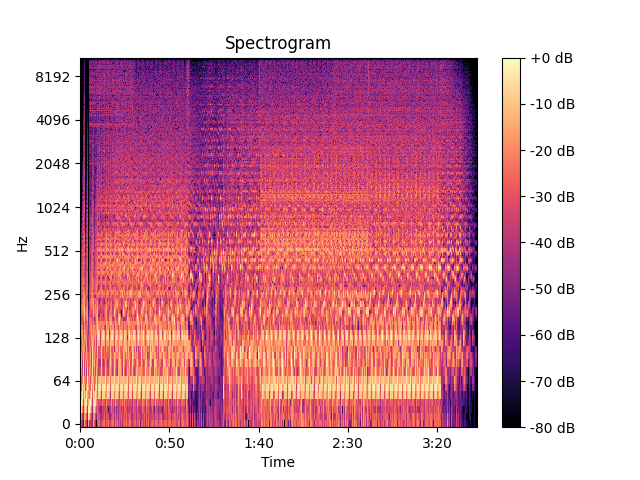 Spectrogram
Hz
8192
4096
2048
1024
512
256
128
64
0
0:00 0:50 1:40 2:30 3:20
Time
+0 dB
-10 dB
-20 dB
-30 dB
-40 dB
-50 dB
-60 dB
-70 dB
-80 dB